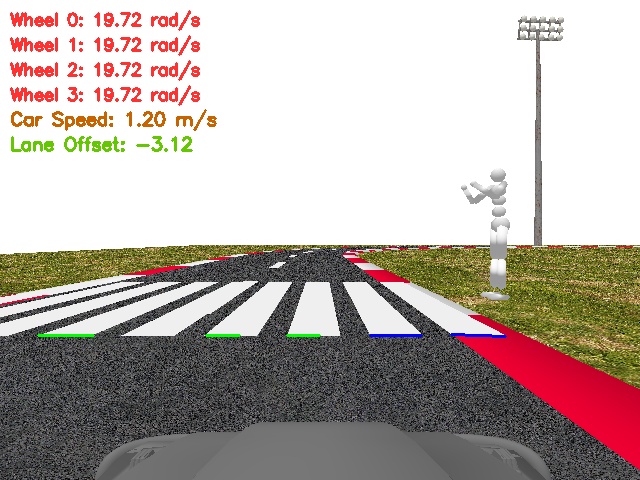 Wheel 0: 19.72 rad/s
Wheel 1: 19.72 rad/s
Wheel 2: 19.72 rad/s
Wheel 3: 19.72 rad/s
Car Speed: 1.20 m/s
Lane Offset: -3.12